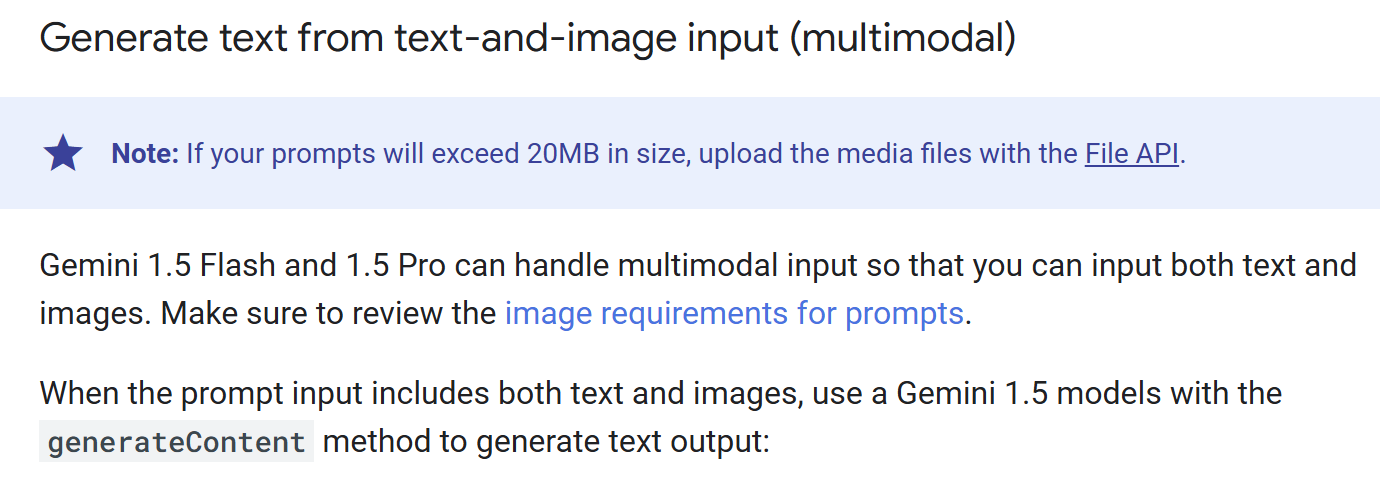 Generate text from text-and-image input (multimodal)
Note: If your prompts will exceed 20MB in size, upload the media files with the File API.
Gemini 1.5 Flash and 1.5 Pro can handle multimodal input so that you can input both text and
images. Make sure to review the image requirements for prompts.
When the prompt input includes both text and images, use a Gemini 1.5 models with the
generateContent method to generate text output: